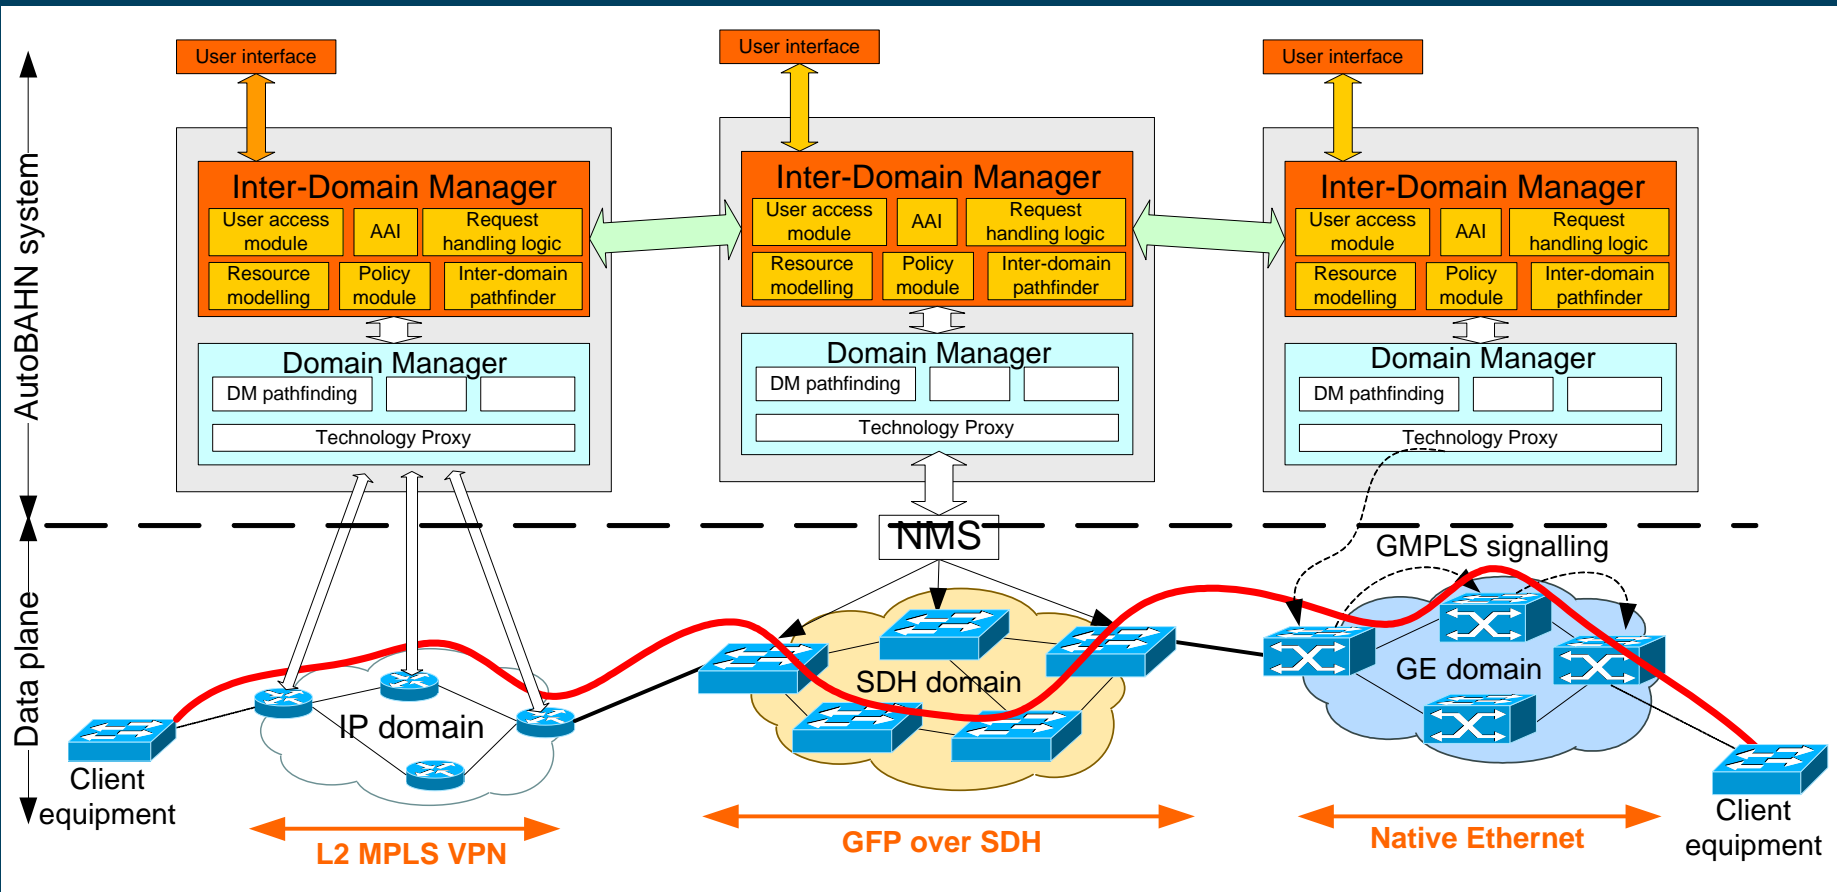 User interface
User interface
User interface
AutoBAHN system
Inter-Domain Manager
User access
module
AAI
Request
handling logic
Resource
modelling
Policy
module
Inter-domain
pathfinder
Domain Manager
DM pathfinding
Technology Proxy
Inter-Domain Manager
User access
module
AAI
Request
handling logic
Resource
modelling
Policy
module
Inter-domain
pathfinder
Domain Manager
DM pathfinding
Technology Proxy
Inter-Domain Manager
User access
module
AAI
Request
handling logic
Resource
modelling
Policy
module
Inter-domain
pathfinder
Domain Manager
DM pathfinding
Technology Proxy
Data plane
NMS
GMPLS signalling
IP domain
SDH domain
GE domain
Client
equipment
Client
equipment
L2 MPLS VPN
GFP over SDH
Native Ethernet